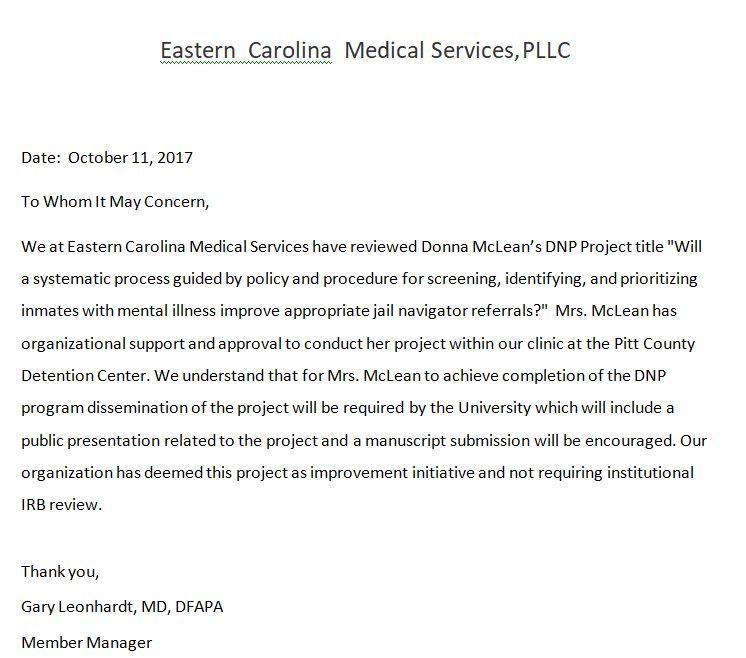 Eastern Carolina Medical Services, PLLC
Date: October 11, 2017
To Whom It May Concern,
We at Eastern Carolina Medical Services have reviewed Donna McLean’s DNP Project title "Will
a systematic process guided by policy and procedure for screening, identifying, and prioritizing
inmates with mental illness improve appropriate jail navigator referrals?" Mrs. McLean has
organizational support and approval to conduct her project within our clinic at the Pitt County
Detention Center. We understand that for Mrs. McLean to achieve completion of the DNP
program dissemination of the project will be required by the University which will include a
public presentation related to the project and a manuscript submission will be encouraged. Our
organization has deemed this project as improvement initiative and not requiring institutional
IRB review.
Thank you,
Gary Leonhardt, MD, DFAPA
Member Manager